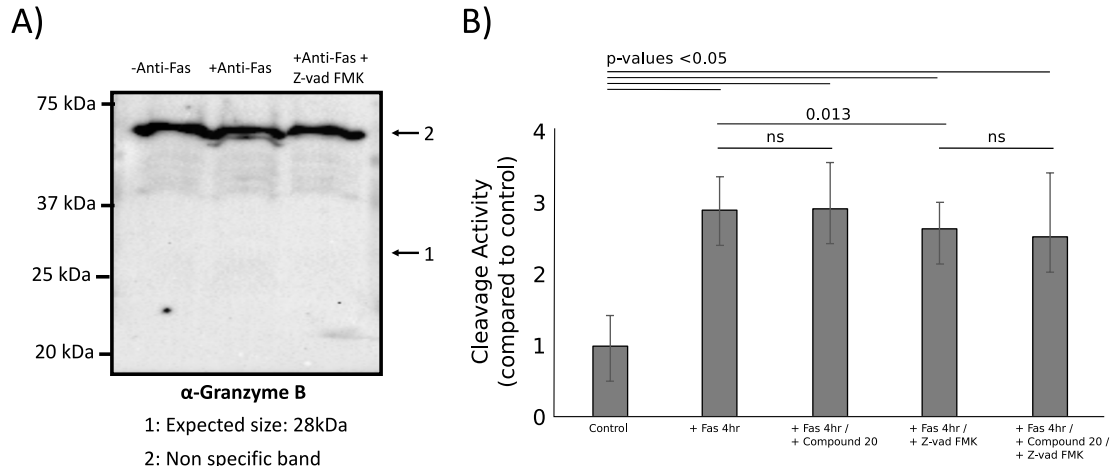 A)
-Anti-Fas +Anti-Fas +Anti-Fas +
Z-vad FMK
75 kDa
2
37 kDa
1
25 kDa
20 kDa
α-Granzyme B
1: Expected size: 28kDa
2: Non specific band
B)
p-values <0.05
0.013
ns
ns
Cleavage Activity
(compared to control)
4
3
2
1
0
Control
+ Fas 4hr
+ Fas 4hr /
+ Compound 20
+ Fas 4hr /
+ Z-vad FMK
+ Fas 4hr /
+ Compound 20 /
+ Z-vad FMK